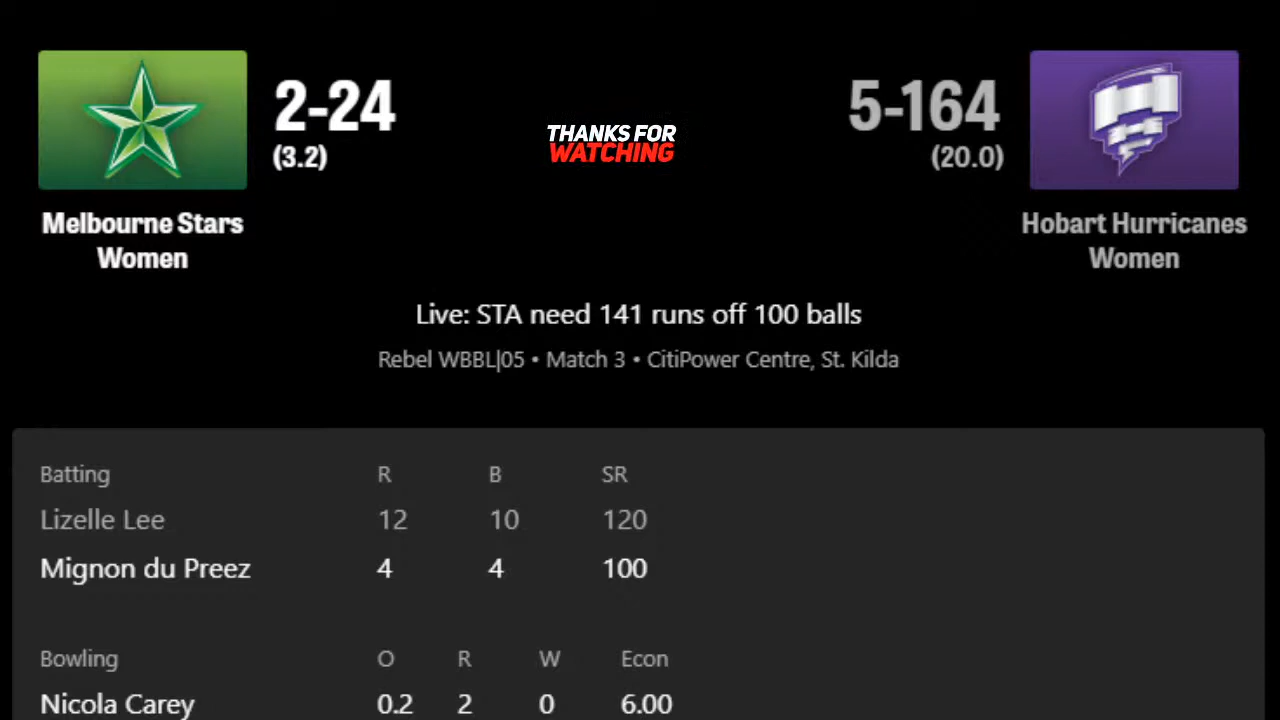 2-24
(3.2)
THANKS FOR
WATCHING
5-164
(20.0)
Melbourne Stars
Women
Hobart Hurricanes
Women
Live: STA need 141 runs off 100 balls
Rebel WBBL|05 • Match 3 • CitiPower Centre, St. Kilda
Batting R B SR
Lizelle Lee 12 10 120
Mignon du Preez 4 4 100
Bowling O R W Econ
Nicola Carey 0.2 2 0 6.00